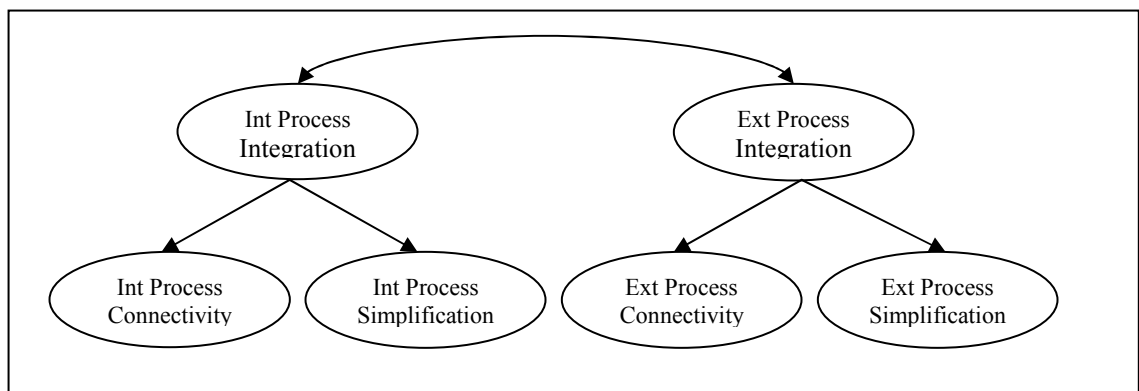 Int Process
Integration
Ext Process
Integration
Int Process
Connectivity
Int Process
Simplification
Ext Process
Connectivity
Ext Process
Simplification